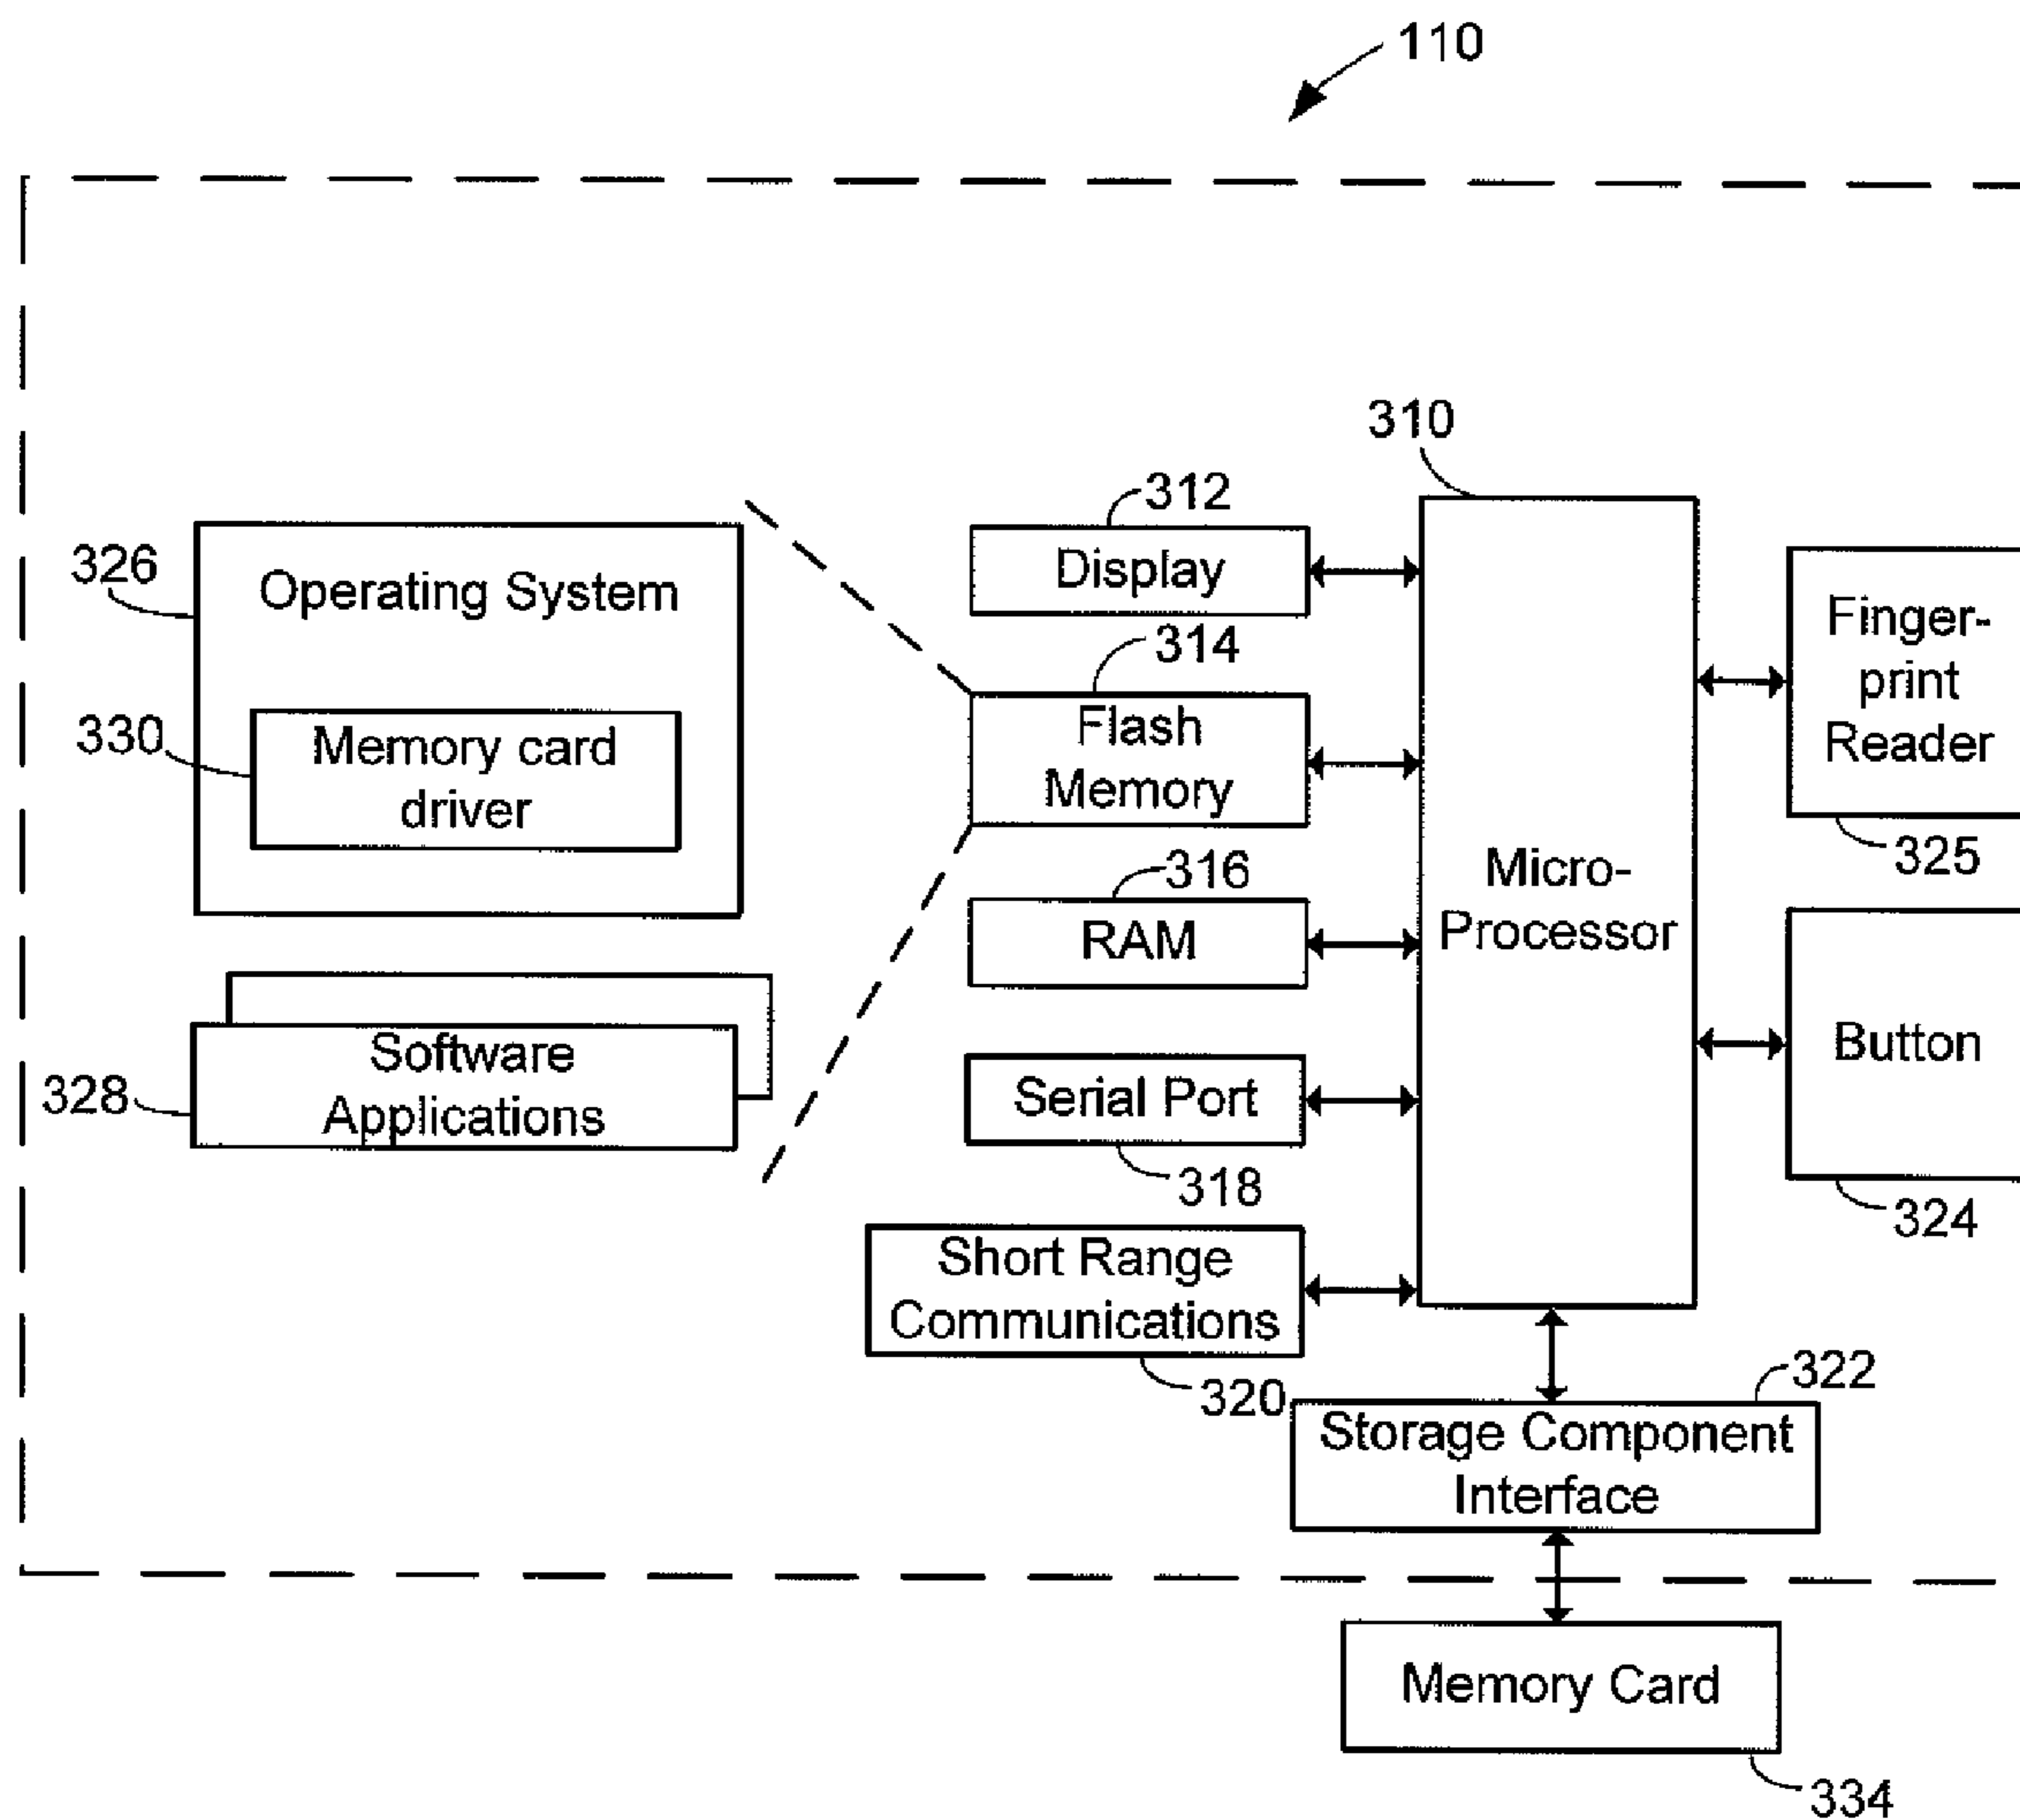 110
310
312
Display
326
Operating System
314
Flash
Memory
Finger-
print
Reader
325
330
Memory card
driver
316
RAM
Micro-
Processor
Button
324
328
Software
Applications
Serial Port
318
Short Range
Communications
320
322
Storage Component
Interface
Memory Card
334